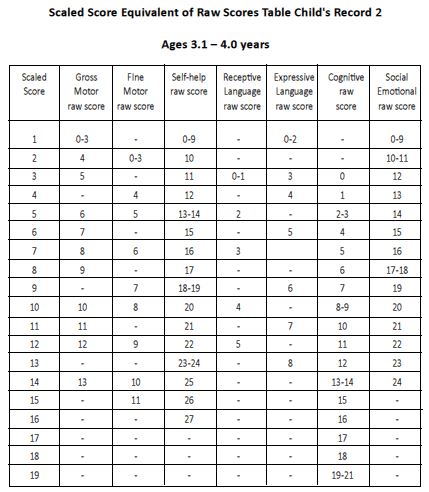 Scaled Score Equivalent of Raw Scores Table Child's Record 2
Ages 3.1 – 4.0 years
Scaled Score | Gross Motor raw score | FIne Motor raw score | Self-help raw score | Receptive Language raw score | Expressive Language raw score | Cognitive raw score | Social Emotional raw score
1 | 0-3 | - | 0-9 | - | 0-2 | - | 0-9
2 | 4 | 0-3 | 10 | - | - | - | 10-11
3 | 5 | - | 11 | 0-1 | 3 | 0 | 12
4 | - | 4 | 12 | - | 4 | 1 | 13
5 | 6 | 5 | 13-14 | 2 | - | 2-3 | 14
6 | 7 | - | 15 | - | 5 | 4 | 15
7 | 8 | 6 | 16 | 3 | | 5 | 16
8 | 9 | - | 17 | - | - | 6 | 17-18
9 | - | 7 | 18-19 | - | 6 | 7 | 19
10 | 10 | 8 | 20 | 4 | - | 8-9 | 20
11 | 11 | - | 21 | - | 7 | 10 | 21
12 | 12 | 9 | 22 | 5 | - | 11 | 22
13 | - | - | 23-24 | - | 8 | 12 | 23
14 | 13 | 10 | 25 | - | - | 13-14 | 24
15 | - | 11 | 26 | - | - | 15 | -
16 | - | - | 27 | - | - | 16 | -
17 | - | - | - | - | - | 17 | -
18 | - | - | - | - | - | 18 | -
19 | - | - | - | - | - | 19-21 | -